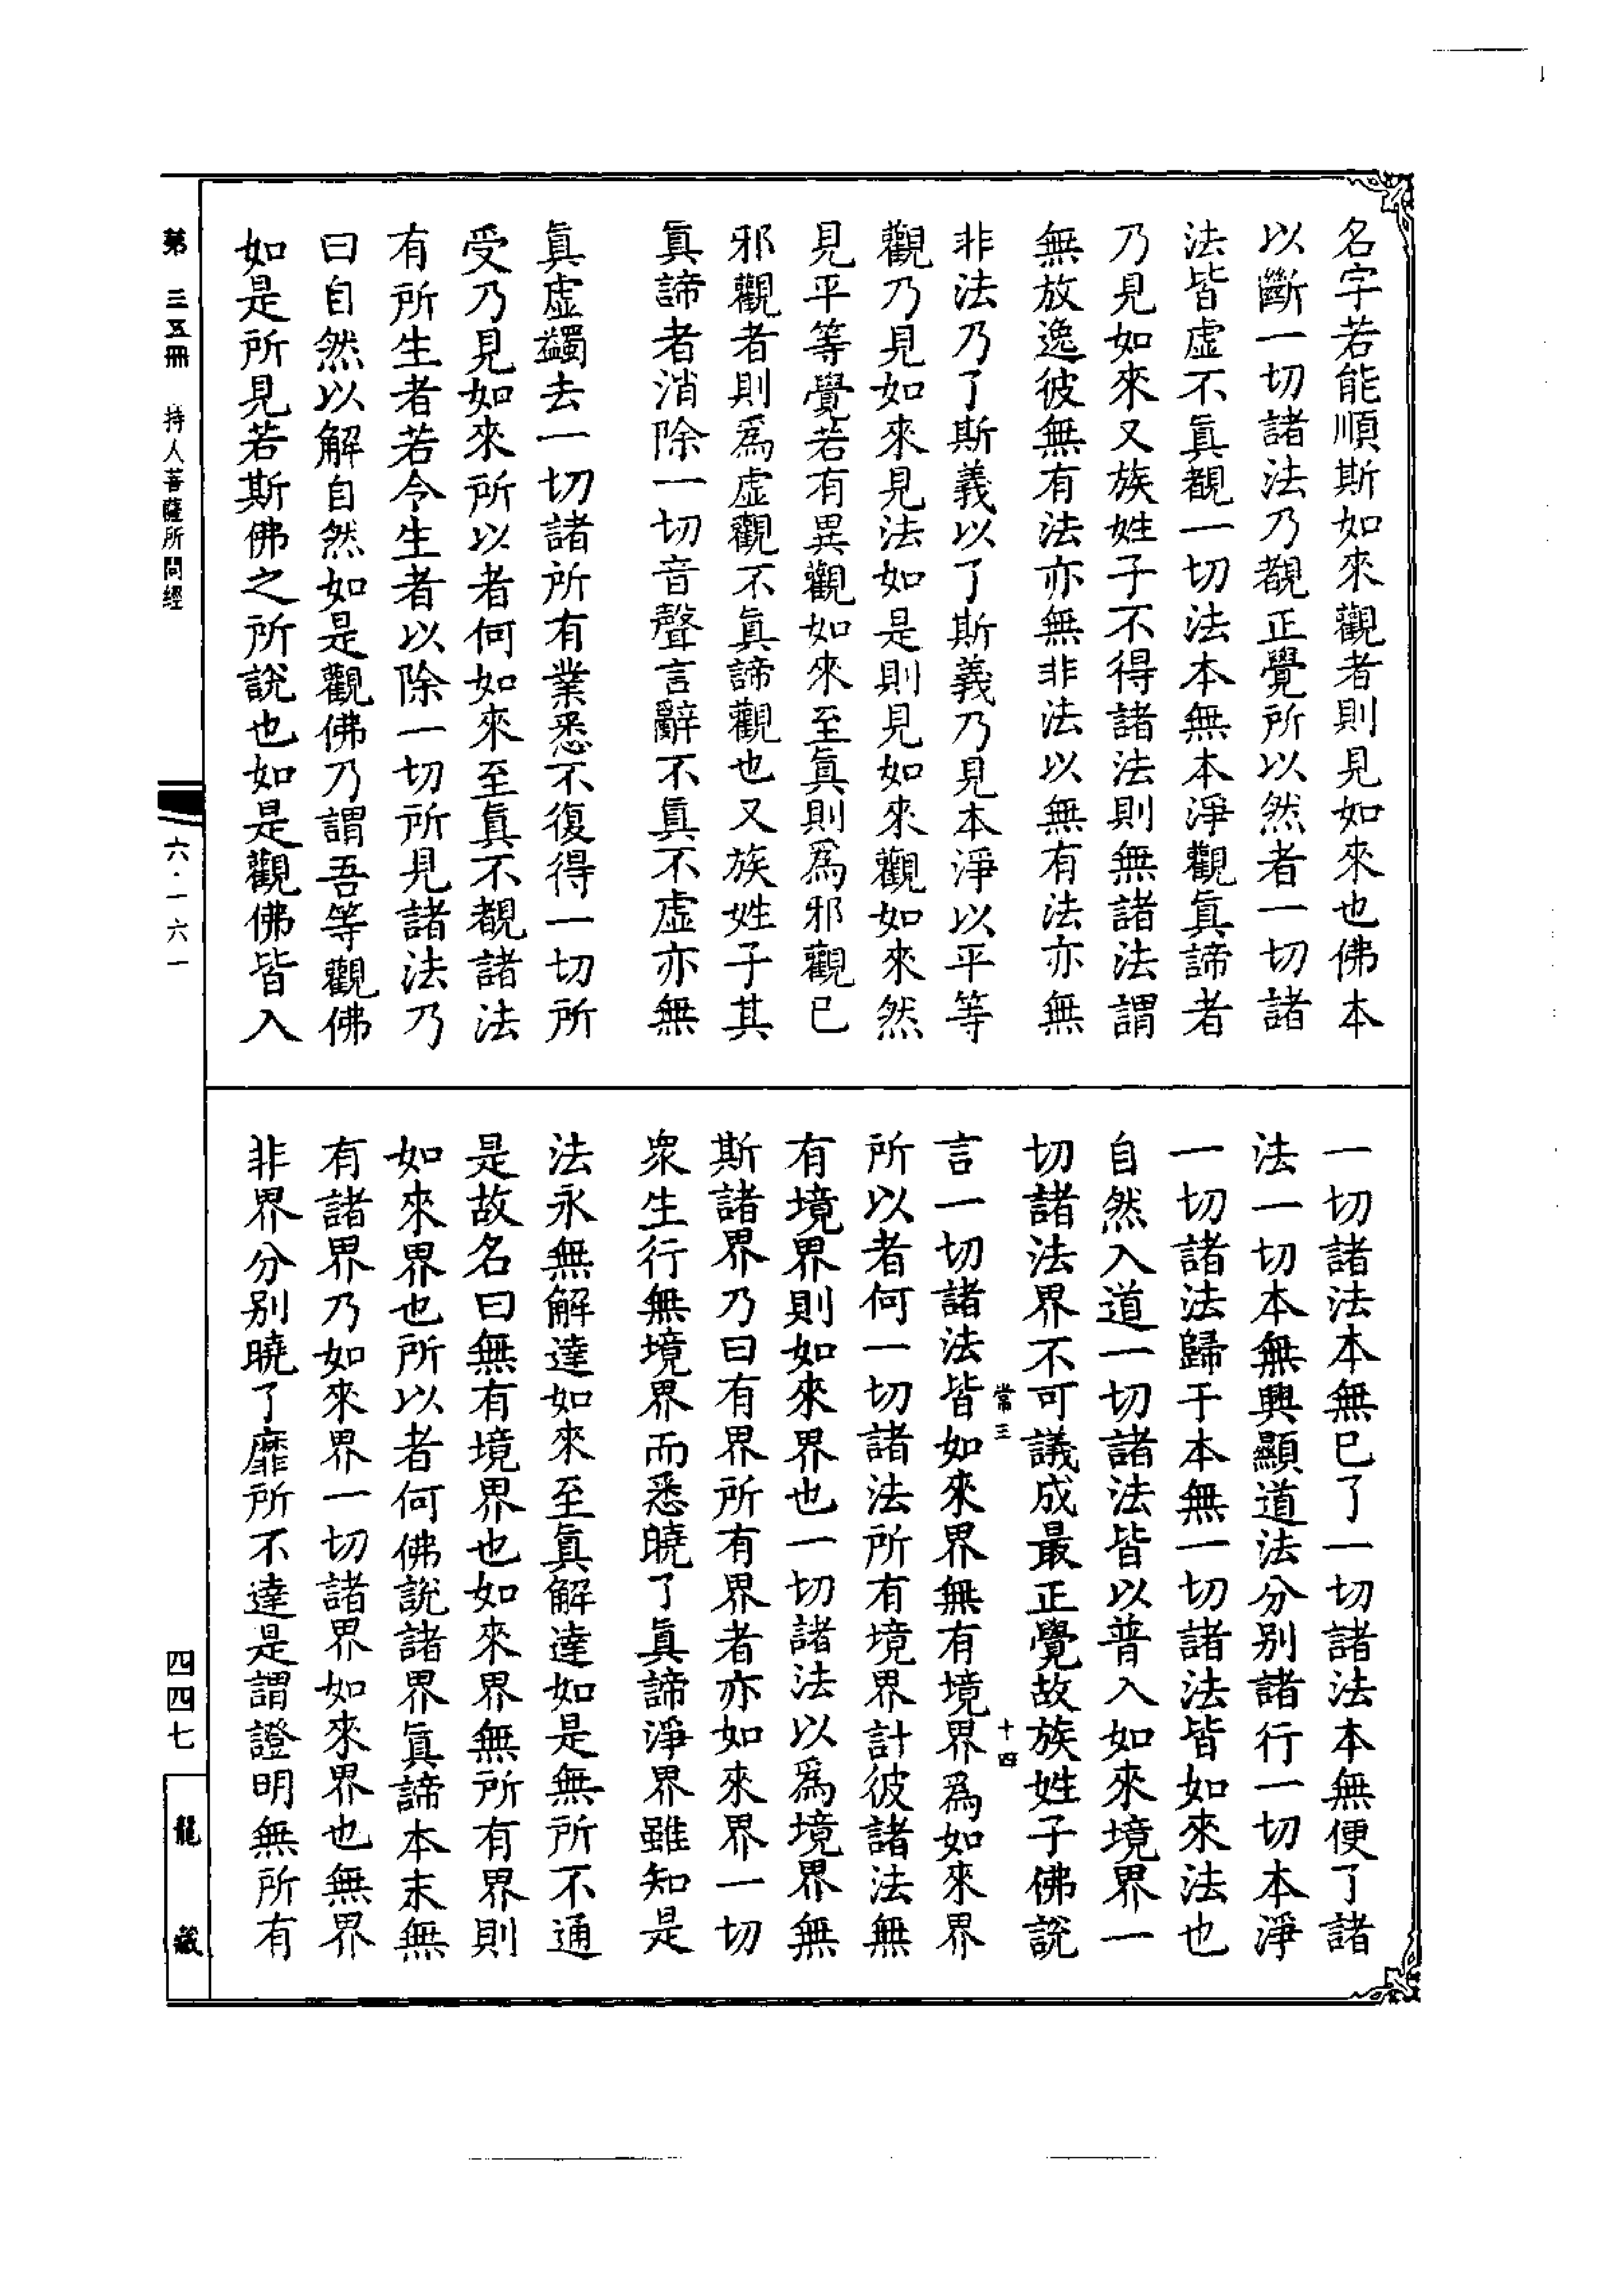 名字若能順斯如來觀者則見如來也佛本
以斷一切諸法乃覩正覺所以然者一切諸
法皆虛不眞覩一切法本無本淨觀眞諦者
乃見如來又族姓子不得諸法則無諸法謂
無放逸彼無有法亦無非法以無有法亦無
非法乃了斯義以了斯義乃見本淨以平等
觀乃見如來見法如是則見如來觀如來然
見平等覺若有異觀如來至眞則爲邪觀已
邪觀者則爲虛觀不眞諦觀也又族姓子其
眞諦者消除一切音聲言辭不眞不虛亦無
眞虛蠲去一切諸所有業悉不復得一切所
受乃見如來所以者何如來至眞不覩諸法
有所生者若令生者以除一切所見諸法乃
曰自然以解自然如是觀佛乃謂吾等觀佛
如是所見若斯佛之所說也如是觀佛皆入
一切諸法本無已了一切諸法本無便了諸
法一切本無興顯道法分别諸行一切本淨
一切諸法歸于本無一切諸法皆如來法也
自然入道一切諸法皆以普入如來境界一
切諸法界不可議成最正覺故族姓子佛說
常三
十四
言一切諸法皆如來界無有境界爲如來界
所以者何一切諸法所有境界計彼諸法無
有境界則如來界也一切諸法以爲境界無
斯諸界乃曰有界所有界者亦如來界一切
衆生行無境界而悉曉了眞諦淨界雖知是
法永無解達如來至眞解達如是無所不通
是故名曰無有境界也如來界無所有界則
如來界也所以者何佛說諸界眞諦本末無
有諸界乃如來界一切諸界如來界也無界
非界分别曉了靡所不達是謂證明無所有
第三五冊 持人菩薩所問經
六·一六一
四四七
龍藏